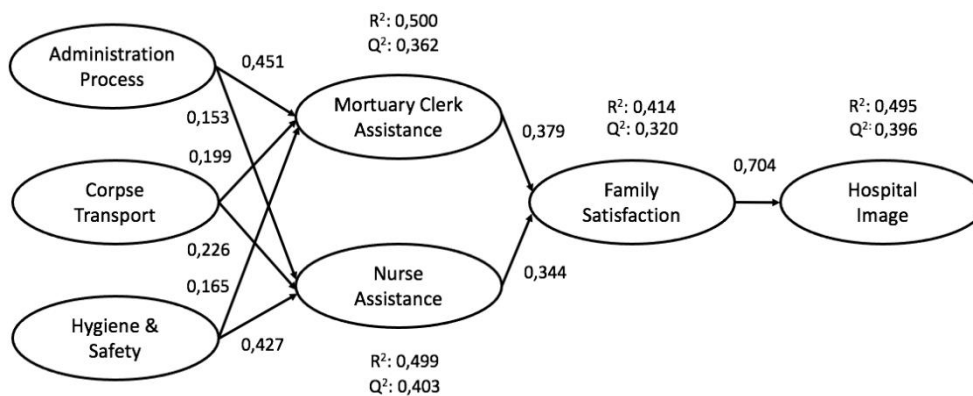 R²: 0,500
Q²: 0,362
Administration
Process
0,451
0,153
Mortuary Clerk
Assistance
0,199
0,379
R²: 0,414
Q²: 0,320
R²: 0,495
Q²: 0,396
Corpse
Transport
Family
Satisfaction
0,704
Hospital
Image
0,226
0,165
Nurse
Assistance
0,344
Hygiene &
Safety
0,427
R²: 0,499
Q²: 0,403